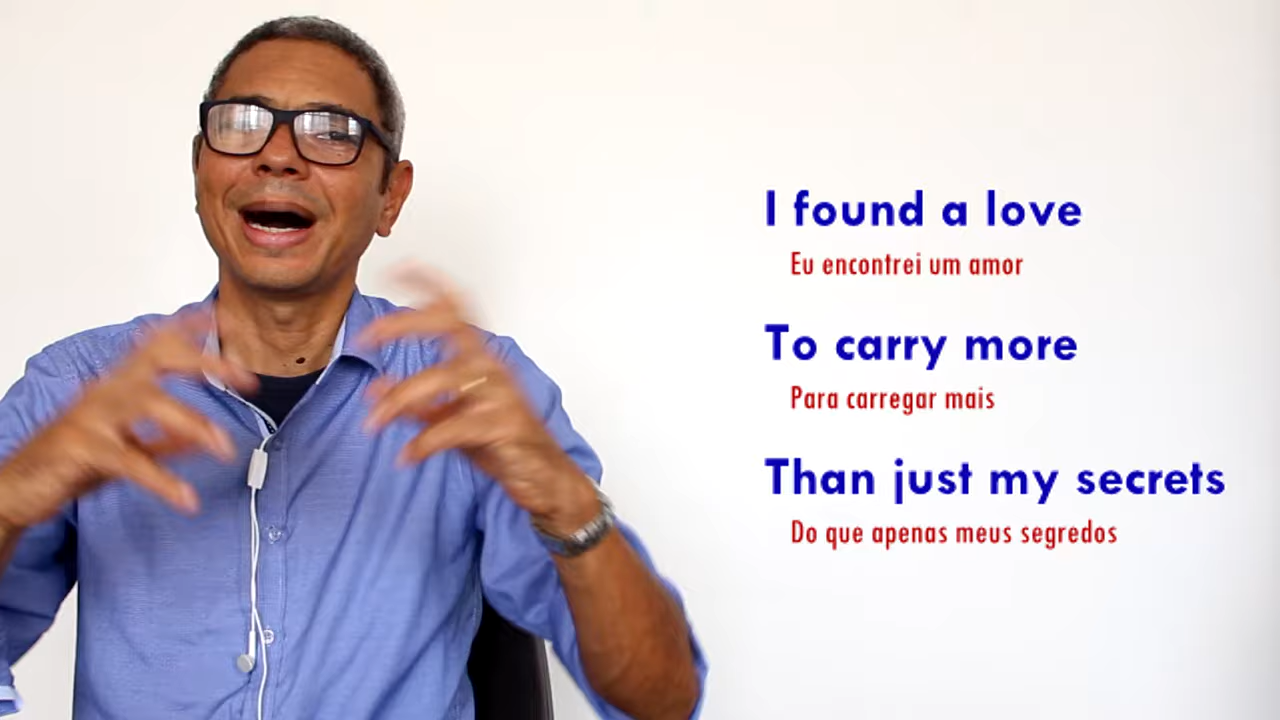 I found a love
Eu encontrei um amor
To carry more
Para carregar mais
Than just my secrets
Do que apenas meus segredos